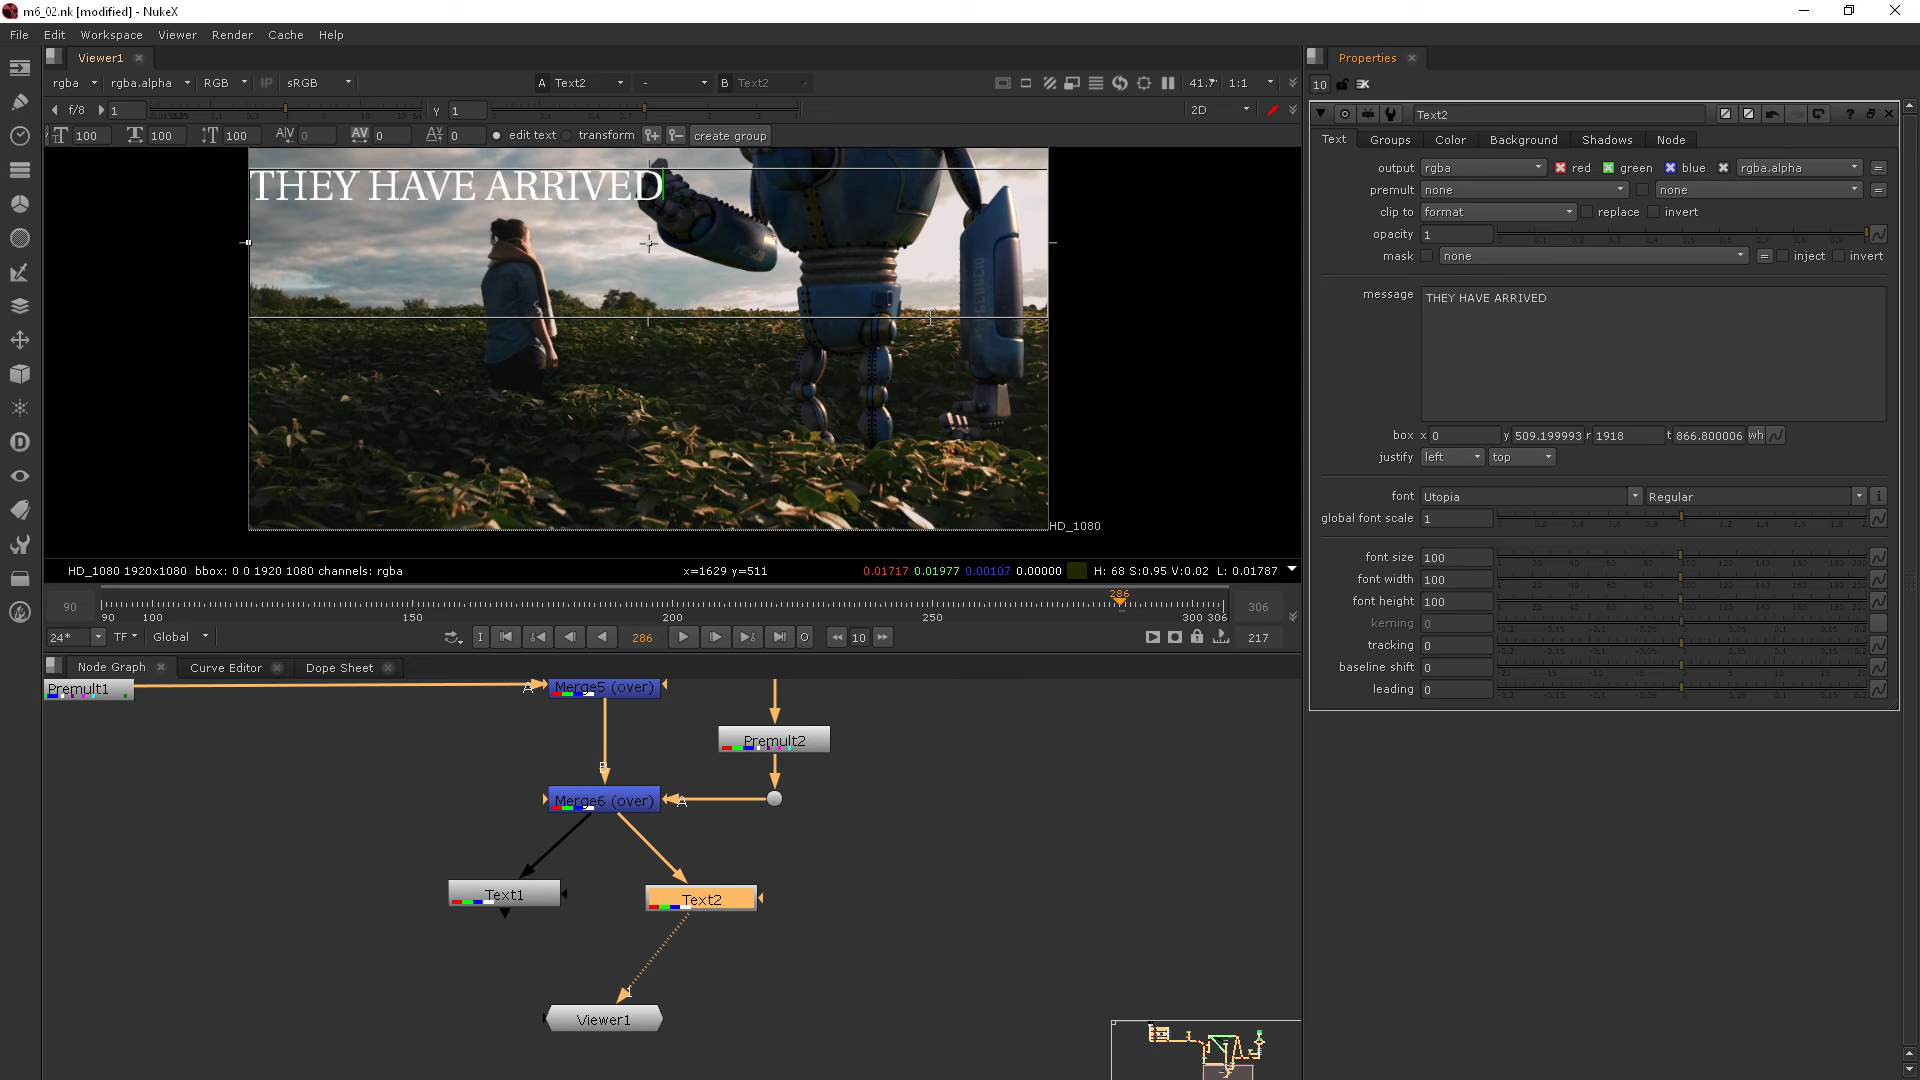 m6_02.nk [modified] - NukeX
File Edit Workspace Viewer Render Cache Help
Viewer1
rgba rgba.alpha RGB IP sRGB A Text2 - B Text2 41.7 1:1
f/8 1 y 1 2D
100 100 100 0 0 0 edit text transform create group
THEY HAVE ARRIVED
HD_1080
HD_1080 1920x1080 bbox: 0 0 1920 1080 channels: rgba x=1629 y=511 0.01717 0.01977 0.00107 0.00000 H: 68 S:0.95 V:0.02 L: 0.01787
90 286 306
90 100 150 200 250 300 306
24* TF Global I 286 O 10 217
Node Graph Curve Editor Dope Sheet
Premult1 A Merge5 (over)
Premult2
B
Merge6 (over) A
Text1 Text2
1
Viewer1
Properties
10
Text2
Text Groups Color Background Shadows Node
output rgba red green blue rgba.alpha =
premult none none =
clip to format replace invert
opacity 1
mask none = inject invert
message THEY HAVE ARRIVED
box x 0 y 509.199993 r 1918 t 866.800006 wh
justify left top
font Utopia Regular
global font scale 1
font size 100
font width 100
font height 100
kerning 0
tracking 0
baseline shift 0
leading 0